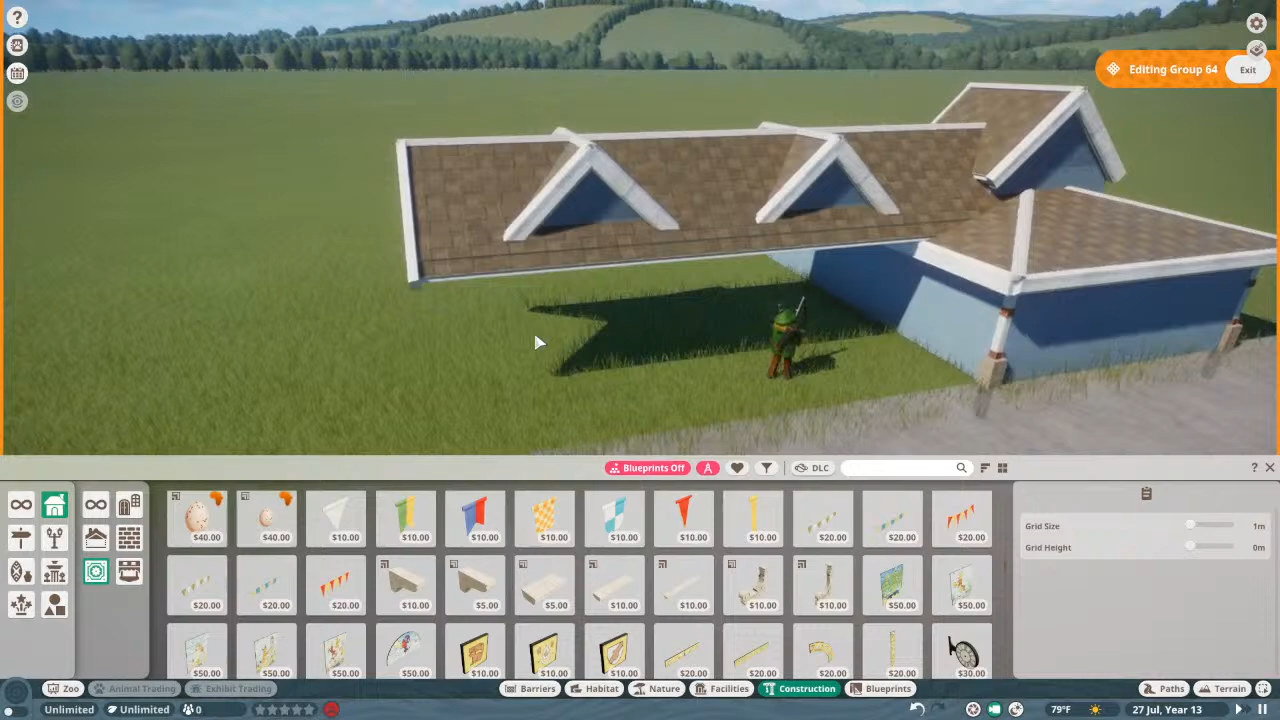 ?
Editing Group 64
Exit
Blueprints Off
DLC
? ×
$40.00 $40.00 $10.00 $10.00 $10.00 $10.00 $10.00 $10.00 $10.00 $20.00 $20.00 $20.00
Grid Size 1m
Grid Height 0m
$20.00 $20.00 $20.00 $10.00 $5.00 $5.00 $10.00 $10.00 $10.00 $10.00 $50.00 $50.00
$50.00 $50.00 $50.00 $50.00 $10.00 $10.00 $10.00 $20.00 $20.00 $20.00 $20.00 $30.00
Zoo Animal Trading Exhibit Trading Barriers Habitat Nature Facilities Construction Blueprints Paths Terrain
Unlimited Unlimited 0 79°F 27 Jul, Year 13